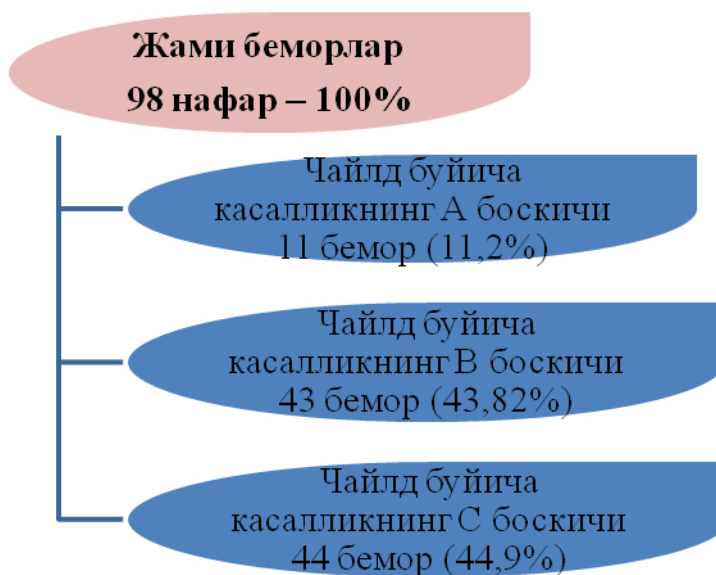 Жами беморлар
98 нафар – 100%
Чайлд буйича
касалликнинг А боскичи
11 бемор (11,2%)
Чайлд буйича
касалликнинг В боскичи
43 бемор (43,82%)
Чайлд буйича
касалликнинг С боскичи
44 бемор (44,9%)